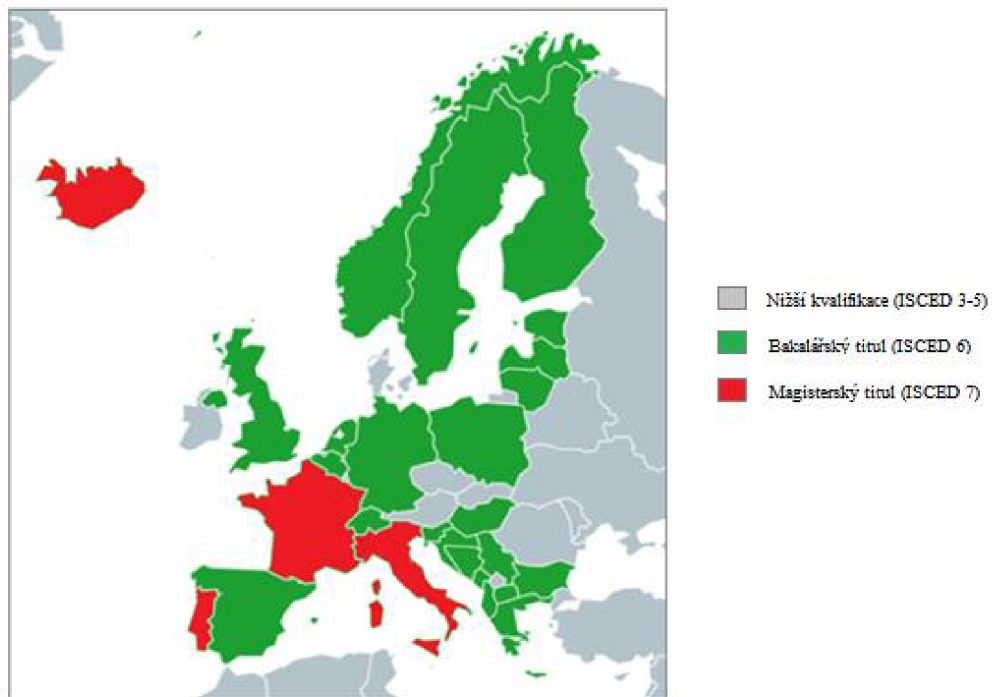 Nižší kvalifikace (ISCED 3-5)
Bakalářský titul (ISCED 6)
Magisterský titul (ISCED 7)